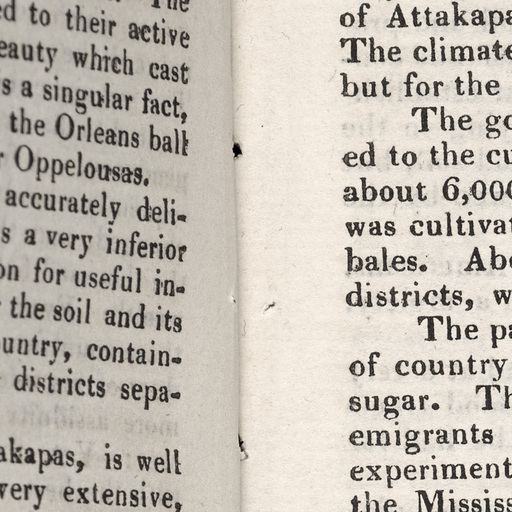 The
d to their active
eauty which cast
s a singular fact,
the Orleans ball
Oppelousas.
accurately deli-
s a very inferior
on for useful in-
the soil and its
untry, contain-
districts sepa-
akapas, is well
very extensive,
of Attakapa
The climate
but for the
The go
ed to the cu
about 6,000
was cultivat
bales. Abo
districts, w
The pa
of country
sugar. Th
emigrants
experiment
the Mississ